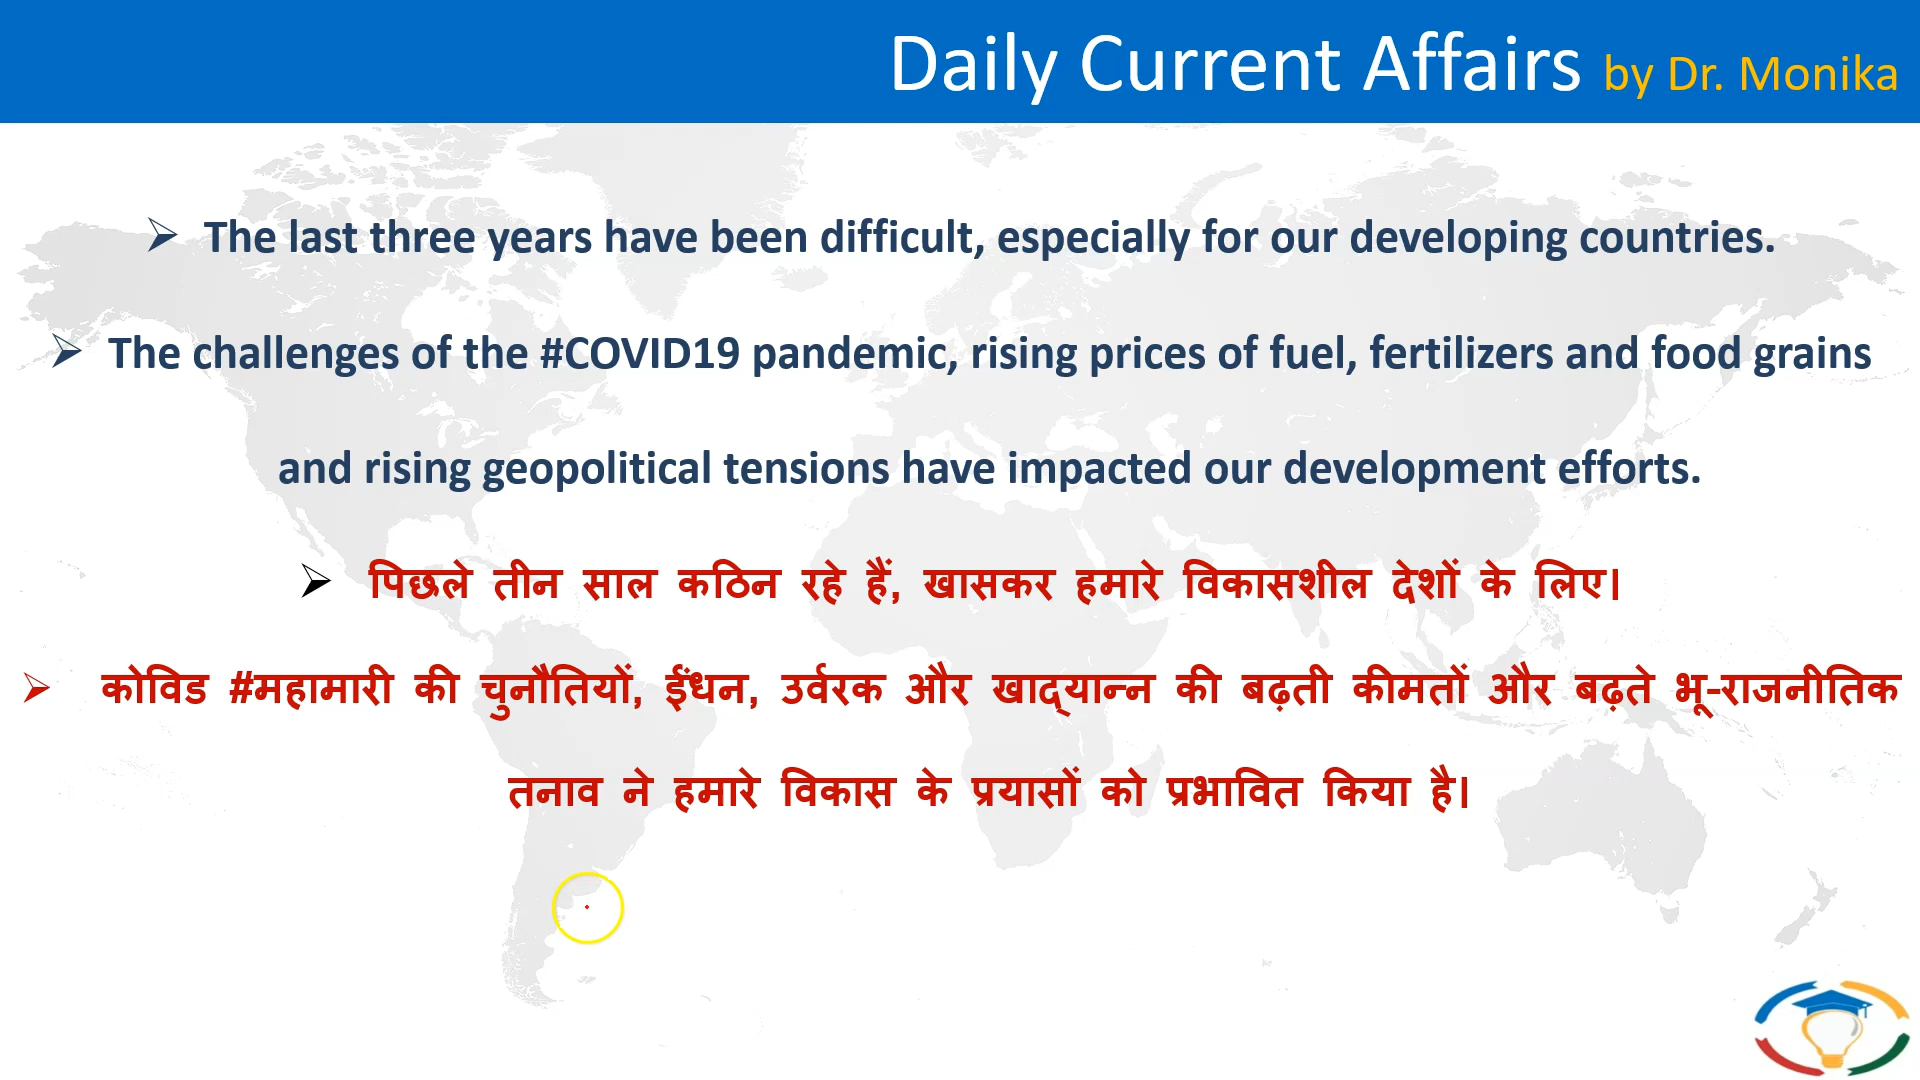 Daily Current Affairs by Dr. Monika
➢ The last three years have been difficult, especially for our developing countries.
➢ The challenges of the #COVID19 pandemic, rising prices of fuel, fertilizers and food grains
and rising geopolitical tensions have impacted our development efforts.
➢ पिछले तीन साल कठिन रहे हैं, खासकर हमारे विकासशील देशों के लिए।
➢ कोविड #महामारी की चुनौतियों, ईंधन, उर्वरक और खाद्यान्न की बढ़ती कीमतों और बढ़ते भू-राजनीतिक
तनाव ने हमारे विकास के प्रयासों को प्रभावित किया है।